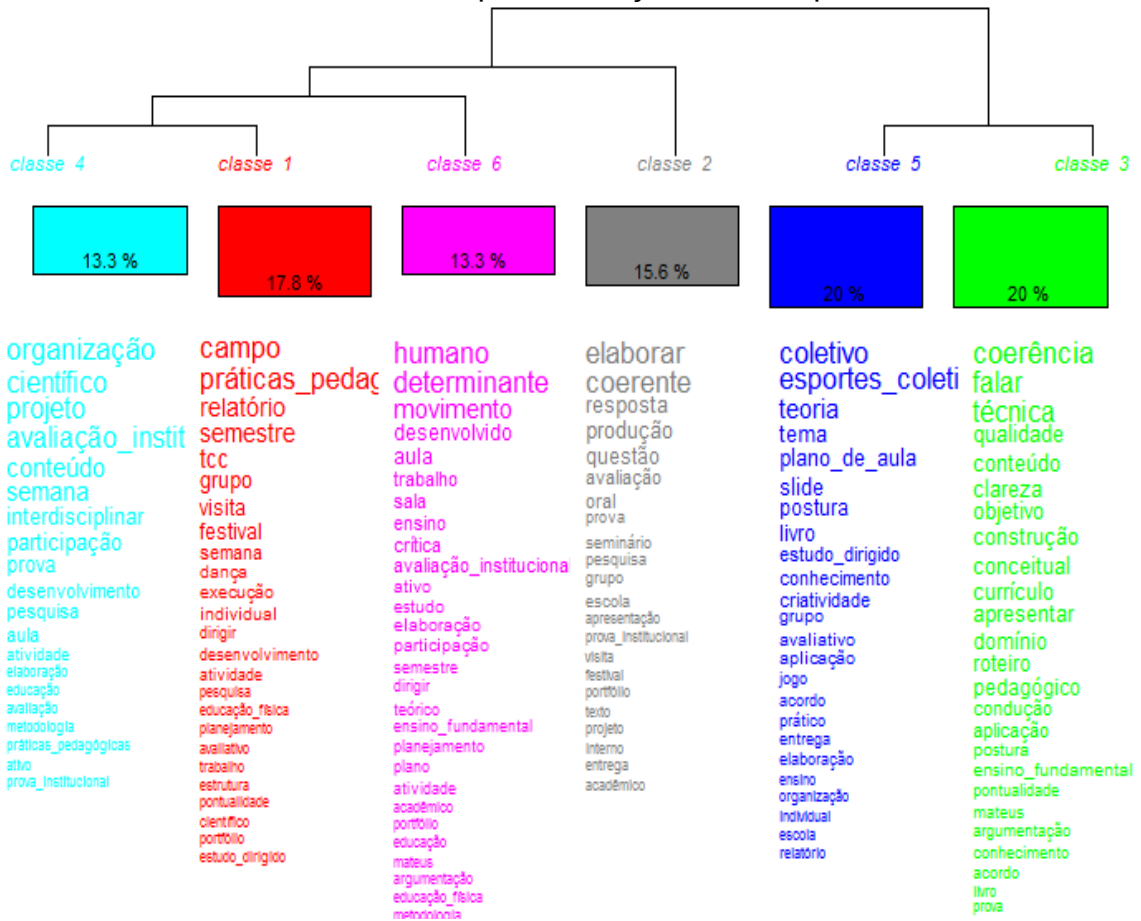 classe 4
classe 1
classe 6
classe 2
classe 5
classe 3
13.3 %
17.8 %
13.3 %
15.6 %
20 %
20 %
organização
científico
projeto
avaliação_instit
conteúdo
semana
interdisciplinar
participação
prova
desenvolvimento
pesquisa
aula
atividade
elaboração
educação
avaliação
metodologia
práticas_pedagógicas
ativo
prova_institucional
campo
práticas_pedag
relatório
semestre
tcc
grupo
visita
festival
semana
dança
execução
individual
dirigir
desenvolvimento
atividade
pesquisa
educação_física
planejamento
avaliativo
trabalho
estrutura
pontualidade
científico
portfólio
estudo_dirigido
humano
determinante
movimento
desenvolvido
aula
trabalho
sala
ensino
crítica
avaliação_institucional
ativo
estudo
elaboração
participação
semestre
dirigir
teórico
ensino_fundamental
planejamento
plano
atividade
acadêmico
portfólio
educação
mateus
argumentação
educação_física
metodologia
elaborar
coerente
resposta
produção
questão
avaliação
oral
prova
seminário
pesquisa
grupo
escola
apresentação
prova_institucional
visita
festival
portfólio
texto
projeto
interno
entrega
acadêmico
coletivo
esportes_coleti
teoria
tema
plano_de_aula
slide
postura
livro
estudo_dirigido
conhecimento
criatividade
grupo
avaliativo
aplicação
jogo
acordo
prático
entrega
elaboração
ensino
organização
individual
escola
relatório
coerência
falar
técnica
qualidade
conteúdo
clareza
objetivo
construção
conceitual
currículo
apresentar
domínio
roteiro
pedagógico
condução
aplicação
postura
ensino_fundamental
pontualidade
mateus
argumentação
conhecimento
acordo
livro
prova